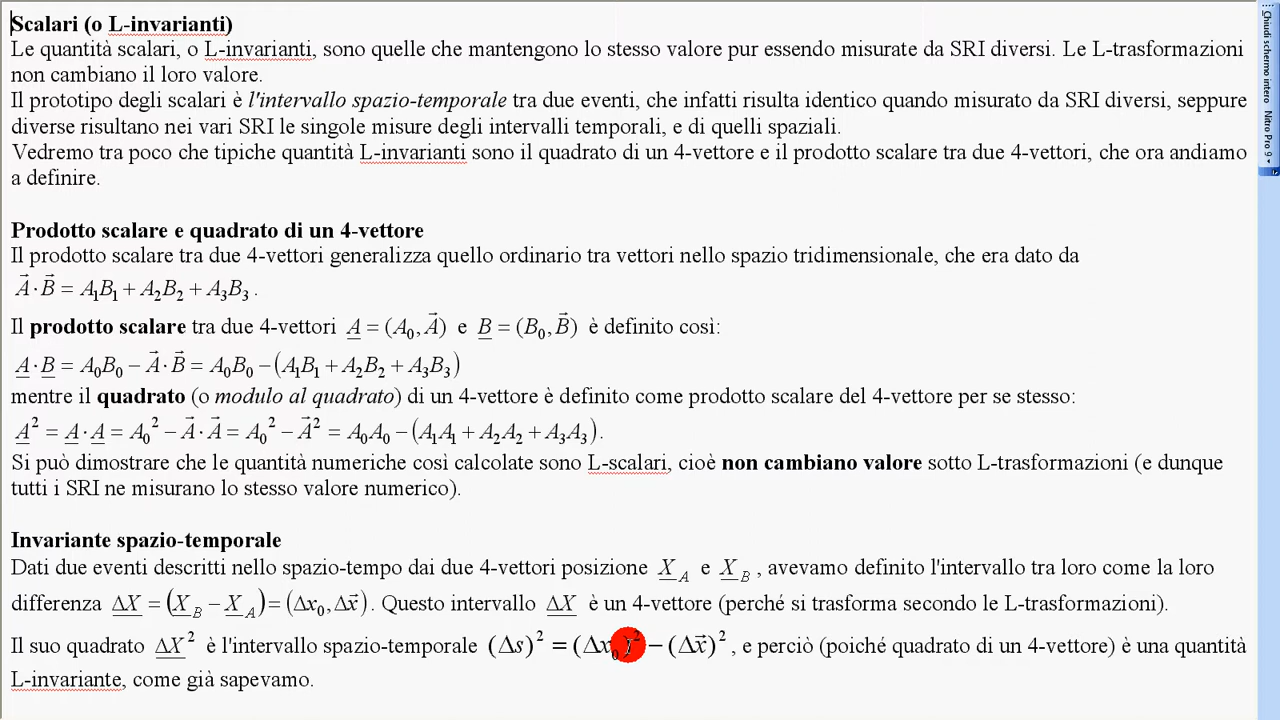 Scalari (o L-invarianti)
Le quantità scalari, o L-invarianti, sono quelle che mantengono lo stesso valore pur essendo misurate da SRI diversi. Le L-trasformazioni
non cambiano il loro valore.
Il prototipo degli scalari è l'intervallo spazio-temporale tra due eventi, che infatti risulta identico quando misurato da SRI diversi, seppure
diverse risultano nei vari SRI le singole misure degli intervalli temporali, e di quelli spaziali.
Vedremo tra poco che tipiche quantità L-invarianti sono il quadrato di un 4-vettore e il prodotto scalare tra due 4-vettori, che ora andiamo
a definire.
Prodotto scalare e quadrato di un 4-vettore
Il prodotto scalare tra due 4-vettori generalizza quello ordinario tra vettori nello spazio tridimensionale, che era dato da
A⃗·B⃗ = A₁B₁ + A₂B₂ + A₃B₃ .
Il prodotto scalare tra due 4-vettori A̲ = (A₀, A⃗) e B̲ = (B₀, B⃗) è definito così:
A̲·B̲ = A₀B₀ − A⃗·B⃗ = A₀B₀ − (A₁B₁ + A₂B₂ + A₃B₃)
mentre il quadrato (o modulo al quadrato) di un 4-vettore è definito come prodotto scalare del 4-vettore per se stesso:
A̲² = A̲·A̲ = A₀² − A⃗·A⃗ = A₀² − A⃗² = A₀A₀ − (A₁A₁ + A₂A₂ + A₃A₃).
Si può dimostrare che le quantità numeriche così calcolate sono L-scalari, cioè non cambiano valore sotto L-trasformazioni (e dunque
tutti i SRI ne misurano lo stesso valore numerico).
Invariante spazio-temporale
Dati due eventi descritti nello spazio-tempo dai due 4-vettori posizione X̲_A e X̲_B , avevamo definito l'intervallo tra loro come la loro
differenza ΔX̲ = (X̲_B − X̲_A) = (Δx₀, Δx⃗). Questo intervallo ΔX̲ è un 4-vettore (perché si trasforma secondo le L-trasformazioni).
Il suo quadrato ΔX̲² è l'intervallo spazio-temporale (Δs)² = (Δx₀)² − (Δx⃗)² , e perciò (poiché quadrato di un 4-vettore) è una quantità
L-invariante, come già sapevamo.
Chiudi schermo intero Nitro Pro 9